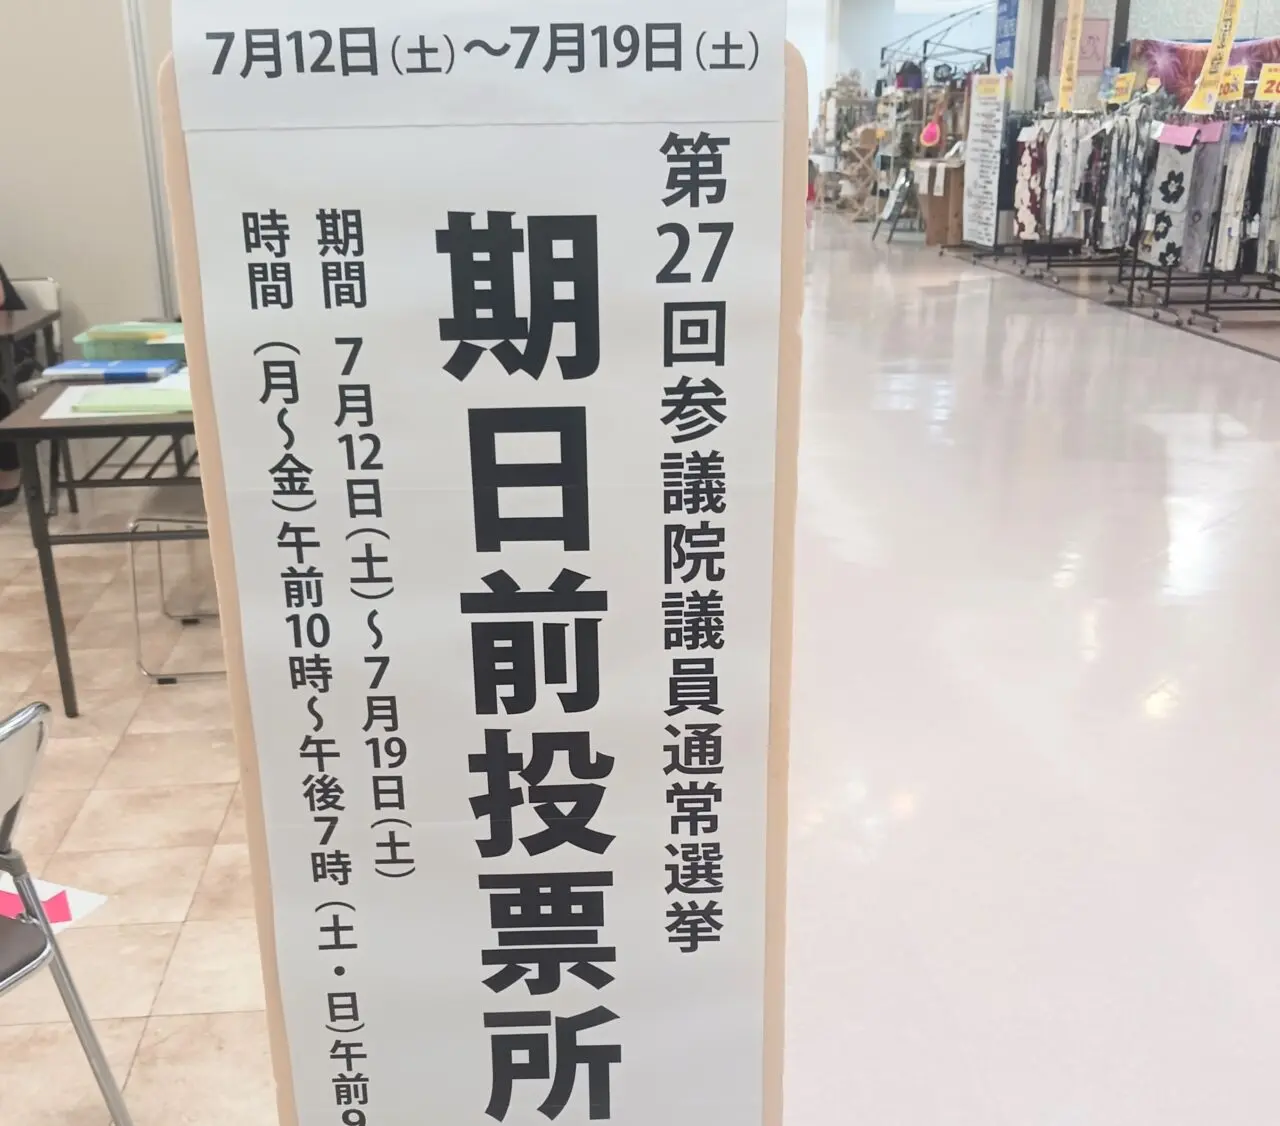 7月12日(土)~7月19日(土)
第27回参議院議員通常選挙
期日前投票所
期間 7月12日(土)~7月19日(土)
時間 (月~金)午前10時~午後7時(土・日)午前9